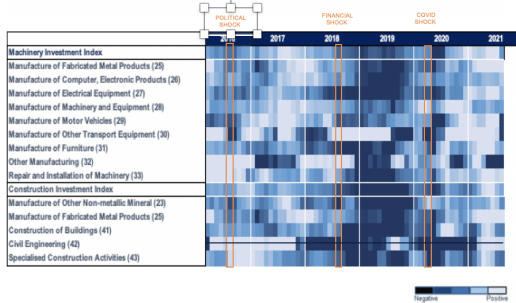 POLITICAL
SHOCK
FINANCIAL
SHOCK
COVID
SHOCK
2016 2017 2018 2019 2020 2021
Machinery Investment Index
Manufacture of Fabricated Metal Products (25)
Manufacture of Computer, Electronic Products (26)
Manufacture of Electrical Equipment (27)
Manufacture of Machinery and Equipment (28)
Manufacture of Motor Vehicles (29)
Manufacture of Other Transport Equipment (30)
Manufacture of Furniture (31)
Other Manufacturing (32)
Repair and Installation of Machinery (33)
Construction Investment Index
Manufacture of Other Non-metallic Mineral (23)
Manufacture of Fabricated Metal Products (25)
Construction of Buildings (41)
Civil Engineering (42)
Specialised Construction Activities (43)
Negative Positive